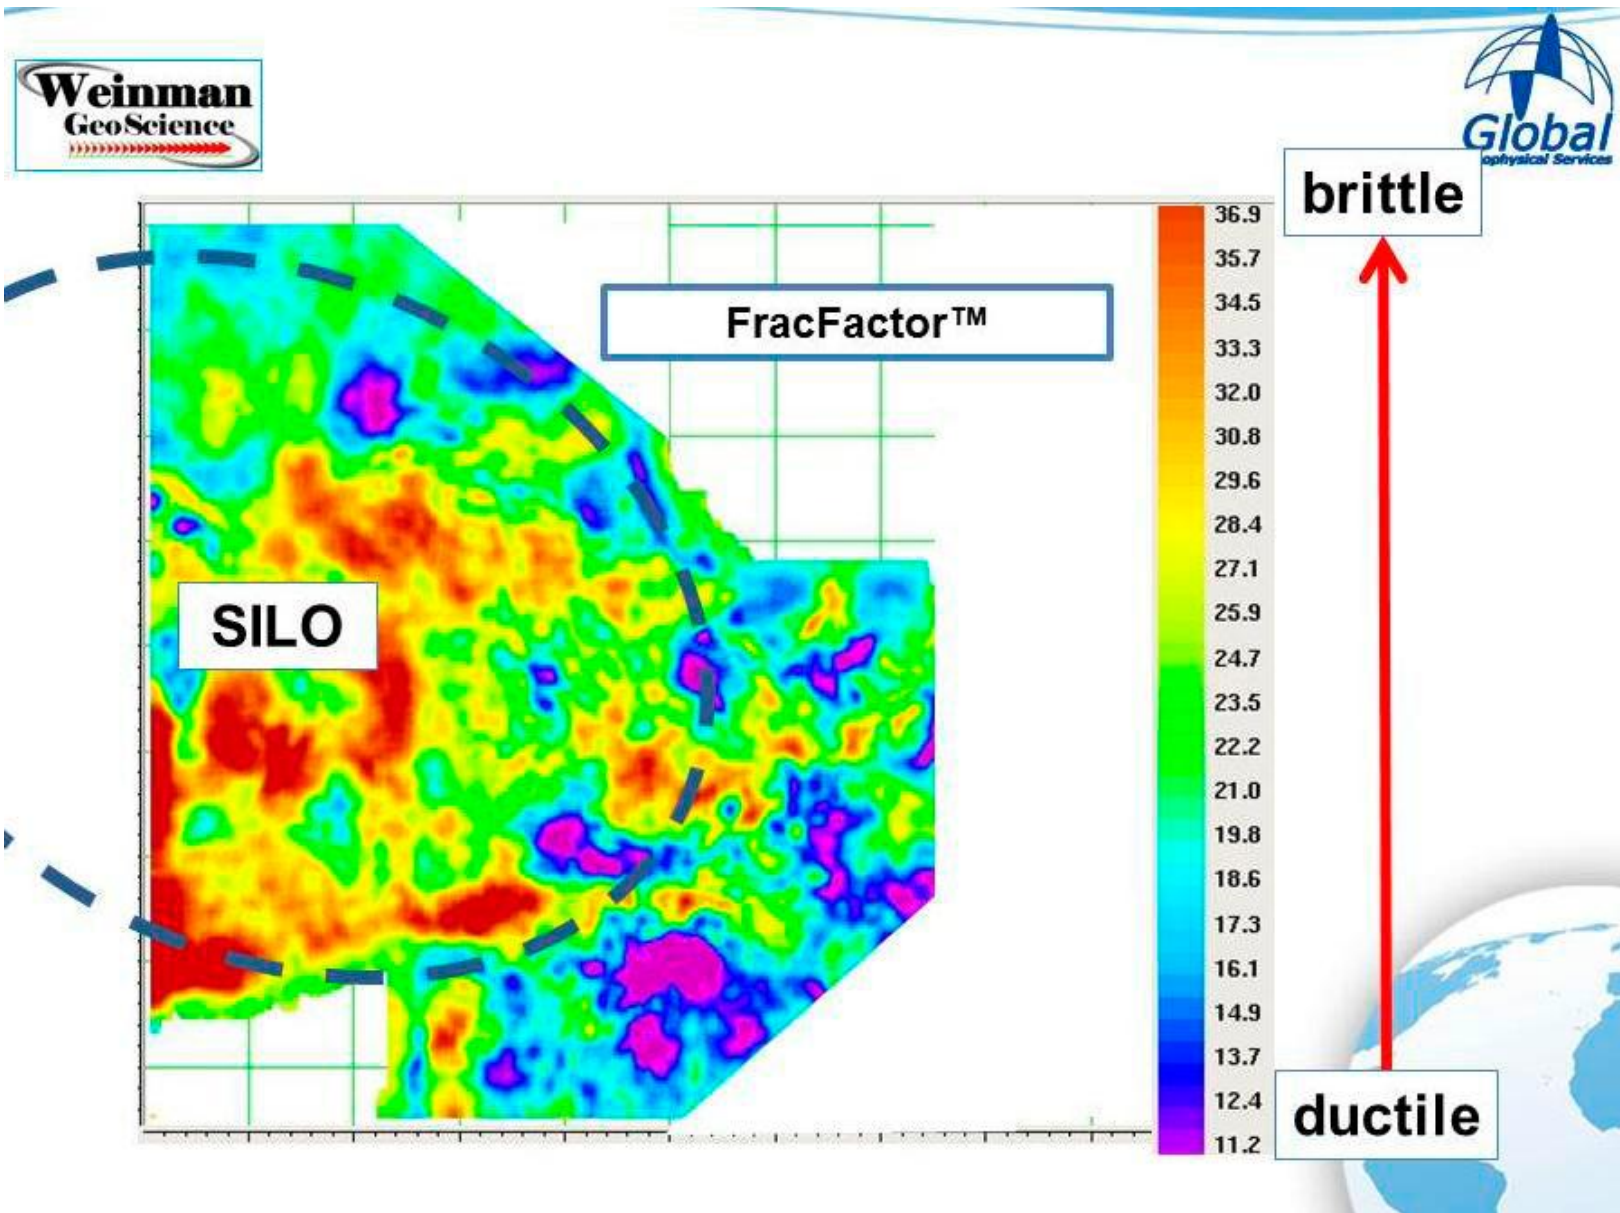 Weinman
GeoScience
Global
ophysical Services
brittle
FracFactor™
SILO
36.9
35.7
34.5
33.3
32.0
30.8
29.6
28.4
27.1
25.9
24.7
23.5
22.2
21.0
19.8
18.6
17.3
16.1
14.9
13.7
12.4
11.2
ductile